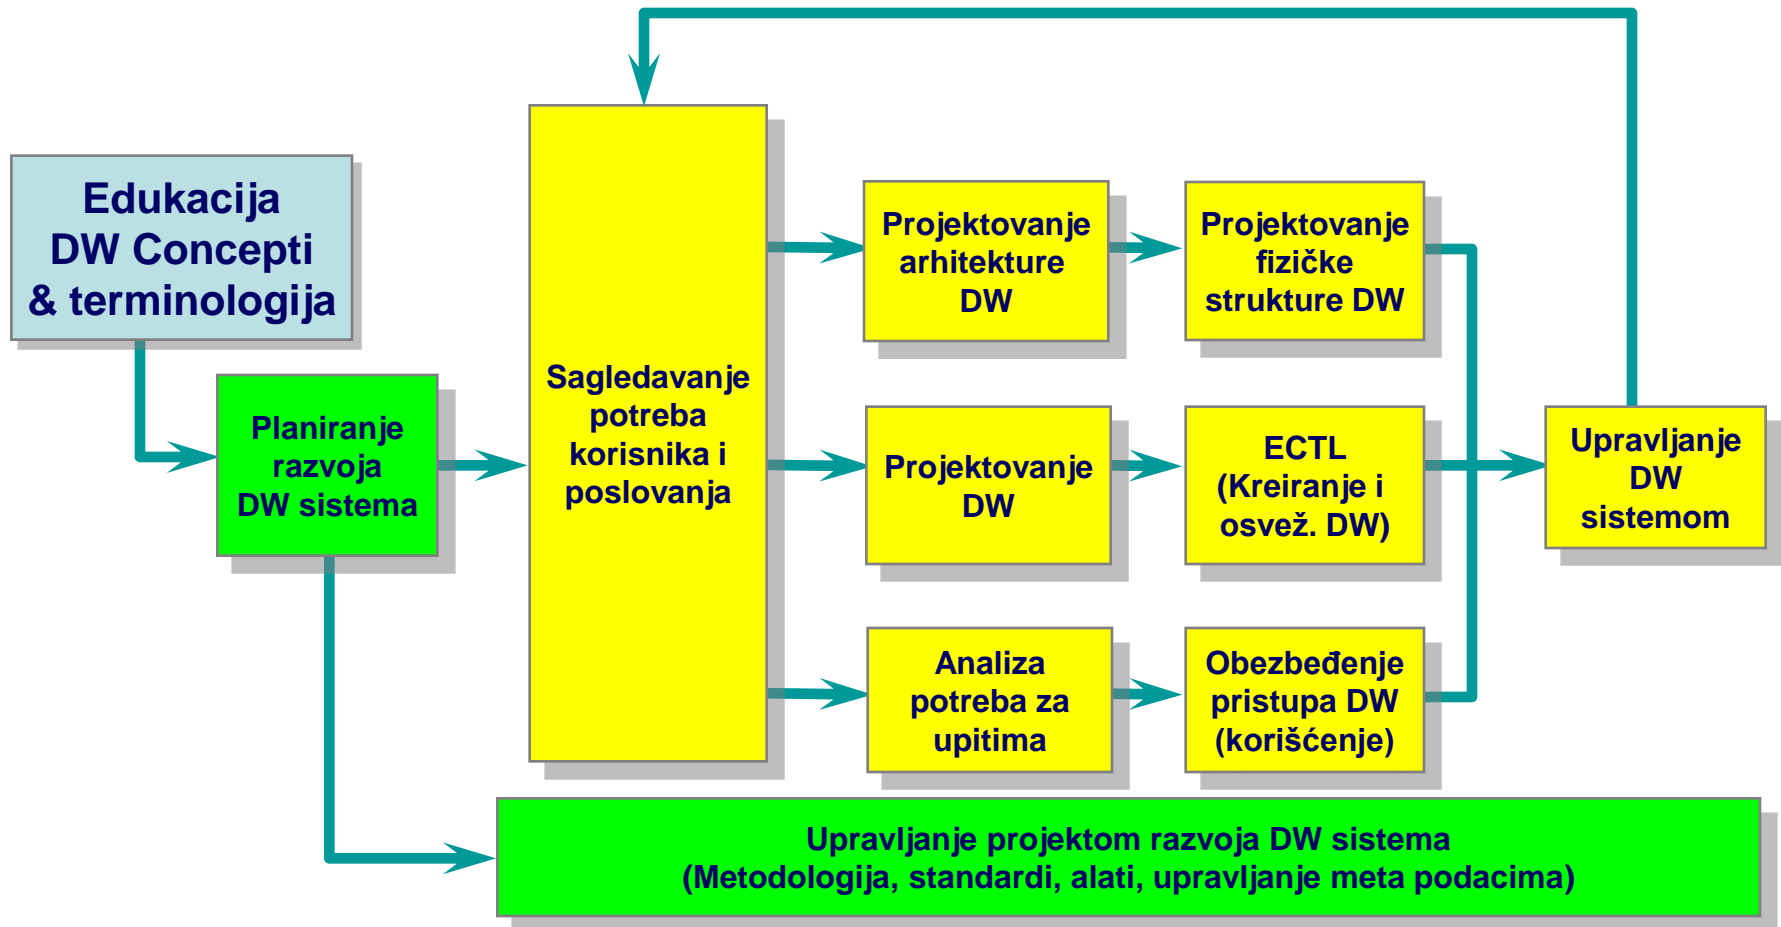 Edukacija
DW Concepti
& terminologija
Planiranje
razvoja
DW sistema
Sagledavanje
potreba
korisnika i
poslovanja
Projektovanje
arhitekture
DW
Projektovanje
fizičke
strukture DW
Projektovanje
DW
ECTL
(Kreiranje i
osvež. DW)
Analiza
potreba za
upitima
Obezbeđenje
pristupa DW
(korišćenje)
Upravljanje
DW
sistemom
Upravljanje projektom razvoja DW sistema
(Metodologija, standardi, alati, upravljanje meta podacima)